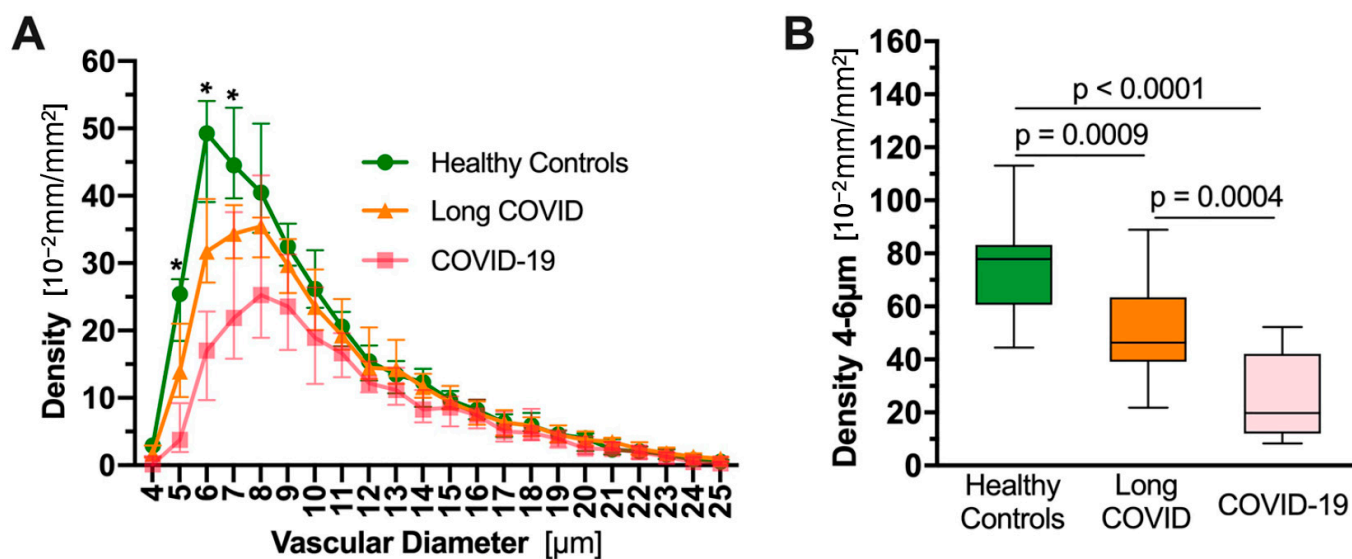 A
Density [10⁻²mm/mm²]
60
50
40
30
20
10
0
* * *
Healthy Controls
Long COVID
COVID-19
4 5 6 7 8 9 10 11 12 13 14 15 16 17 18 19 20 21 22 23 24 25
Vascular Diameter [µm]
B
Density 4-6µm [10⁻²mm/mm²]
160
140
120
100
80
60
40
20
0
p < 0.0001
p = 0.0009
p = 0.0004
Healthy
Controls
Long
COVID
COVID-19